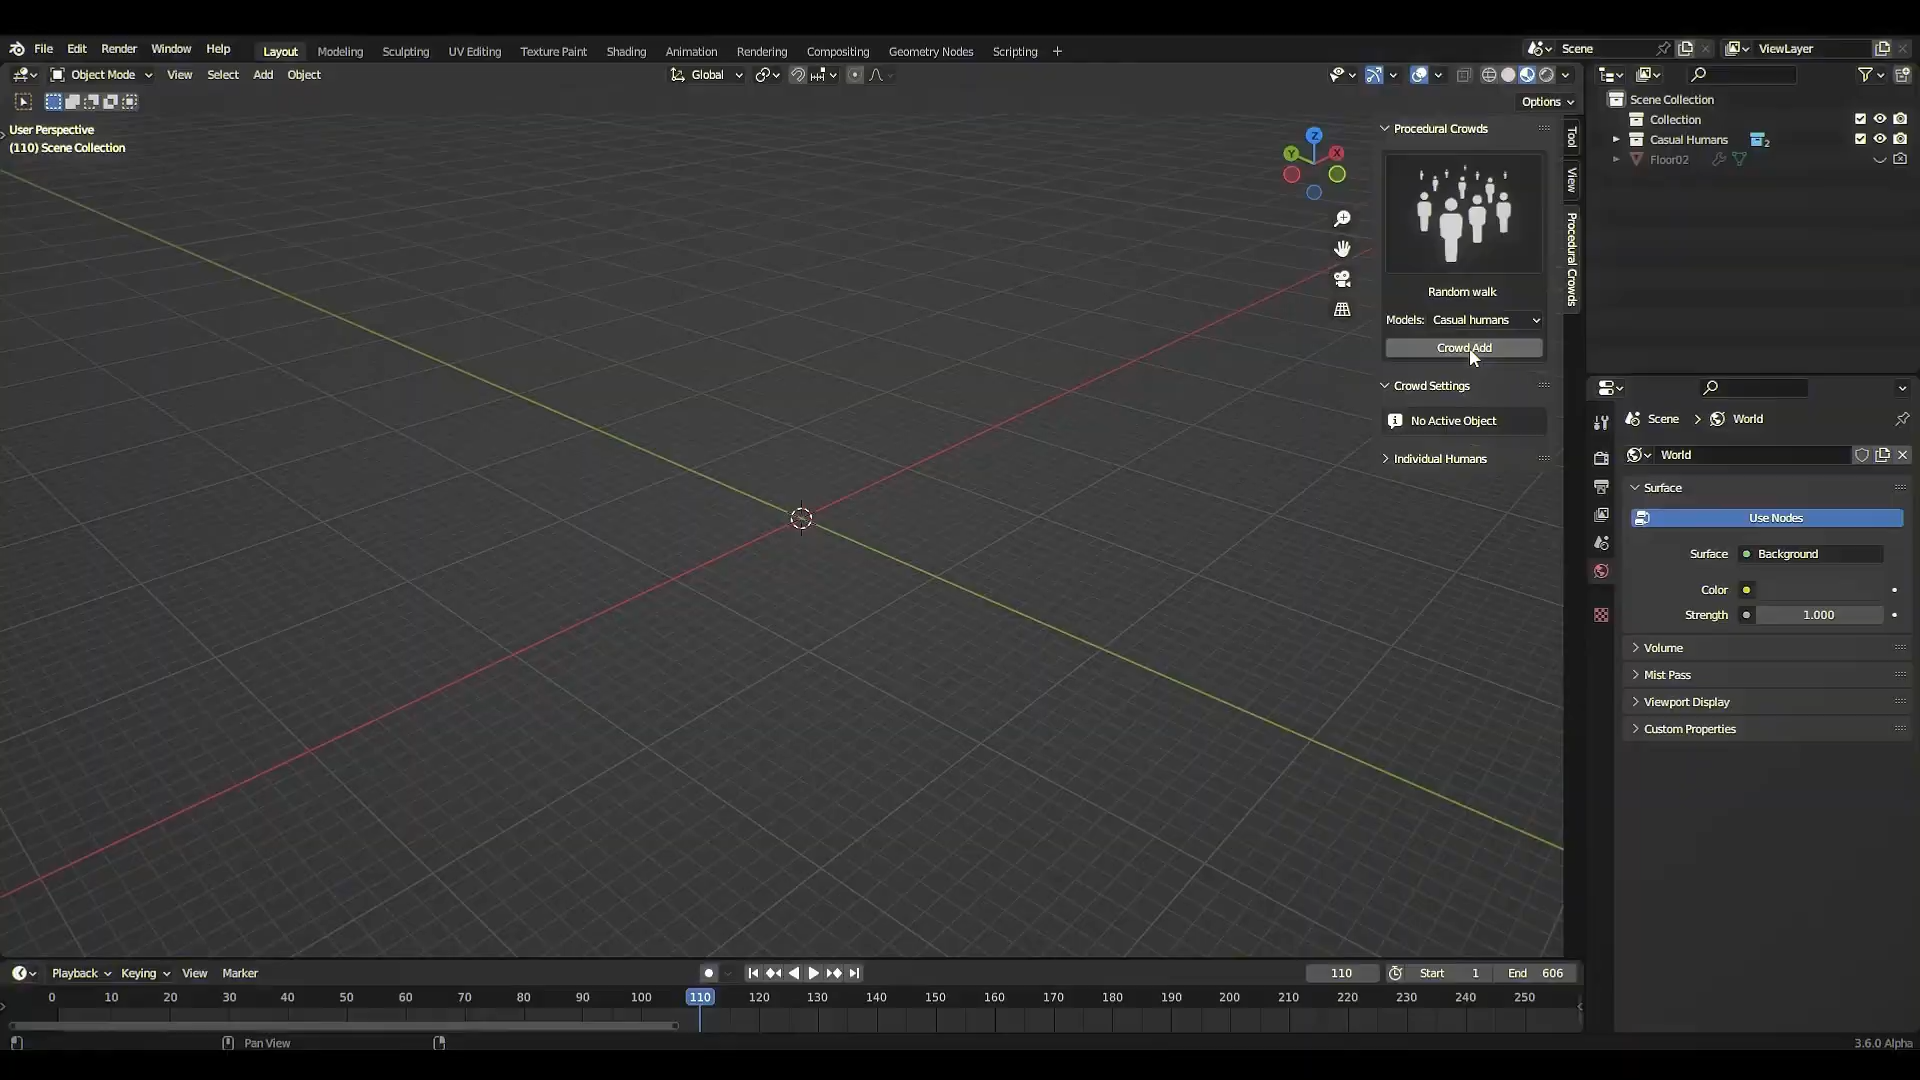 File Edit Render Window Help
Layout Modeling Sculpting UV Editing Texture Paint Shading Animation Rendering Compositing Geometry Nodes Scripting +
Scene
ViewLayer
Object Mode View Select Add Object
Global
Options
User Perspective
(110) Scene Collection
Z
Y
X
Procedural Crowds
Random walk
Models: Casual humans
Crowd Add
Crowd Settings
No Active Object
Individual Humans
Tool
View
Procedural Crowds
Scene Collection
Collection
Casual Humans 2
Floor02
Scene > World
World
Surface
Use Nodes
Surface Background
Color
Strength 1.000
Volume
Mist Pass
Viewport Display
Custom Properties
Playback Keying View Marker
110 Start 1 End 606
0 10 20 30 40 50 60 70 80 90 100 110 120 130 140 150 160 170 180 190 200 210 220 230 240 250
Pan View
3.6.0 Alpha